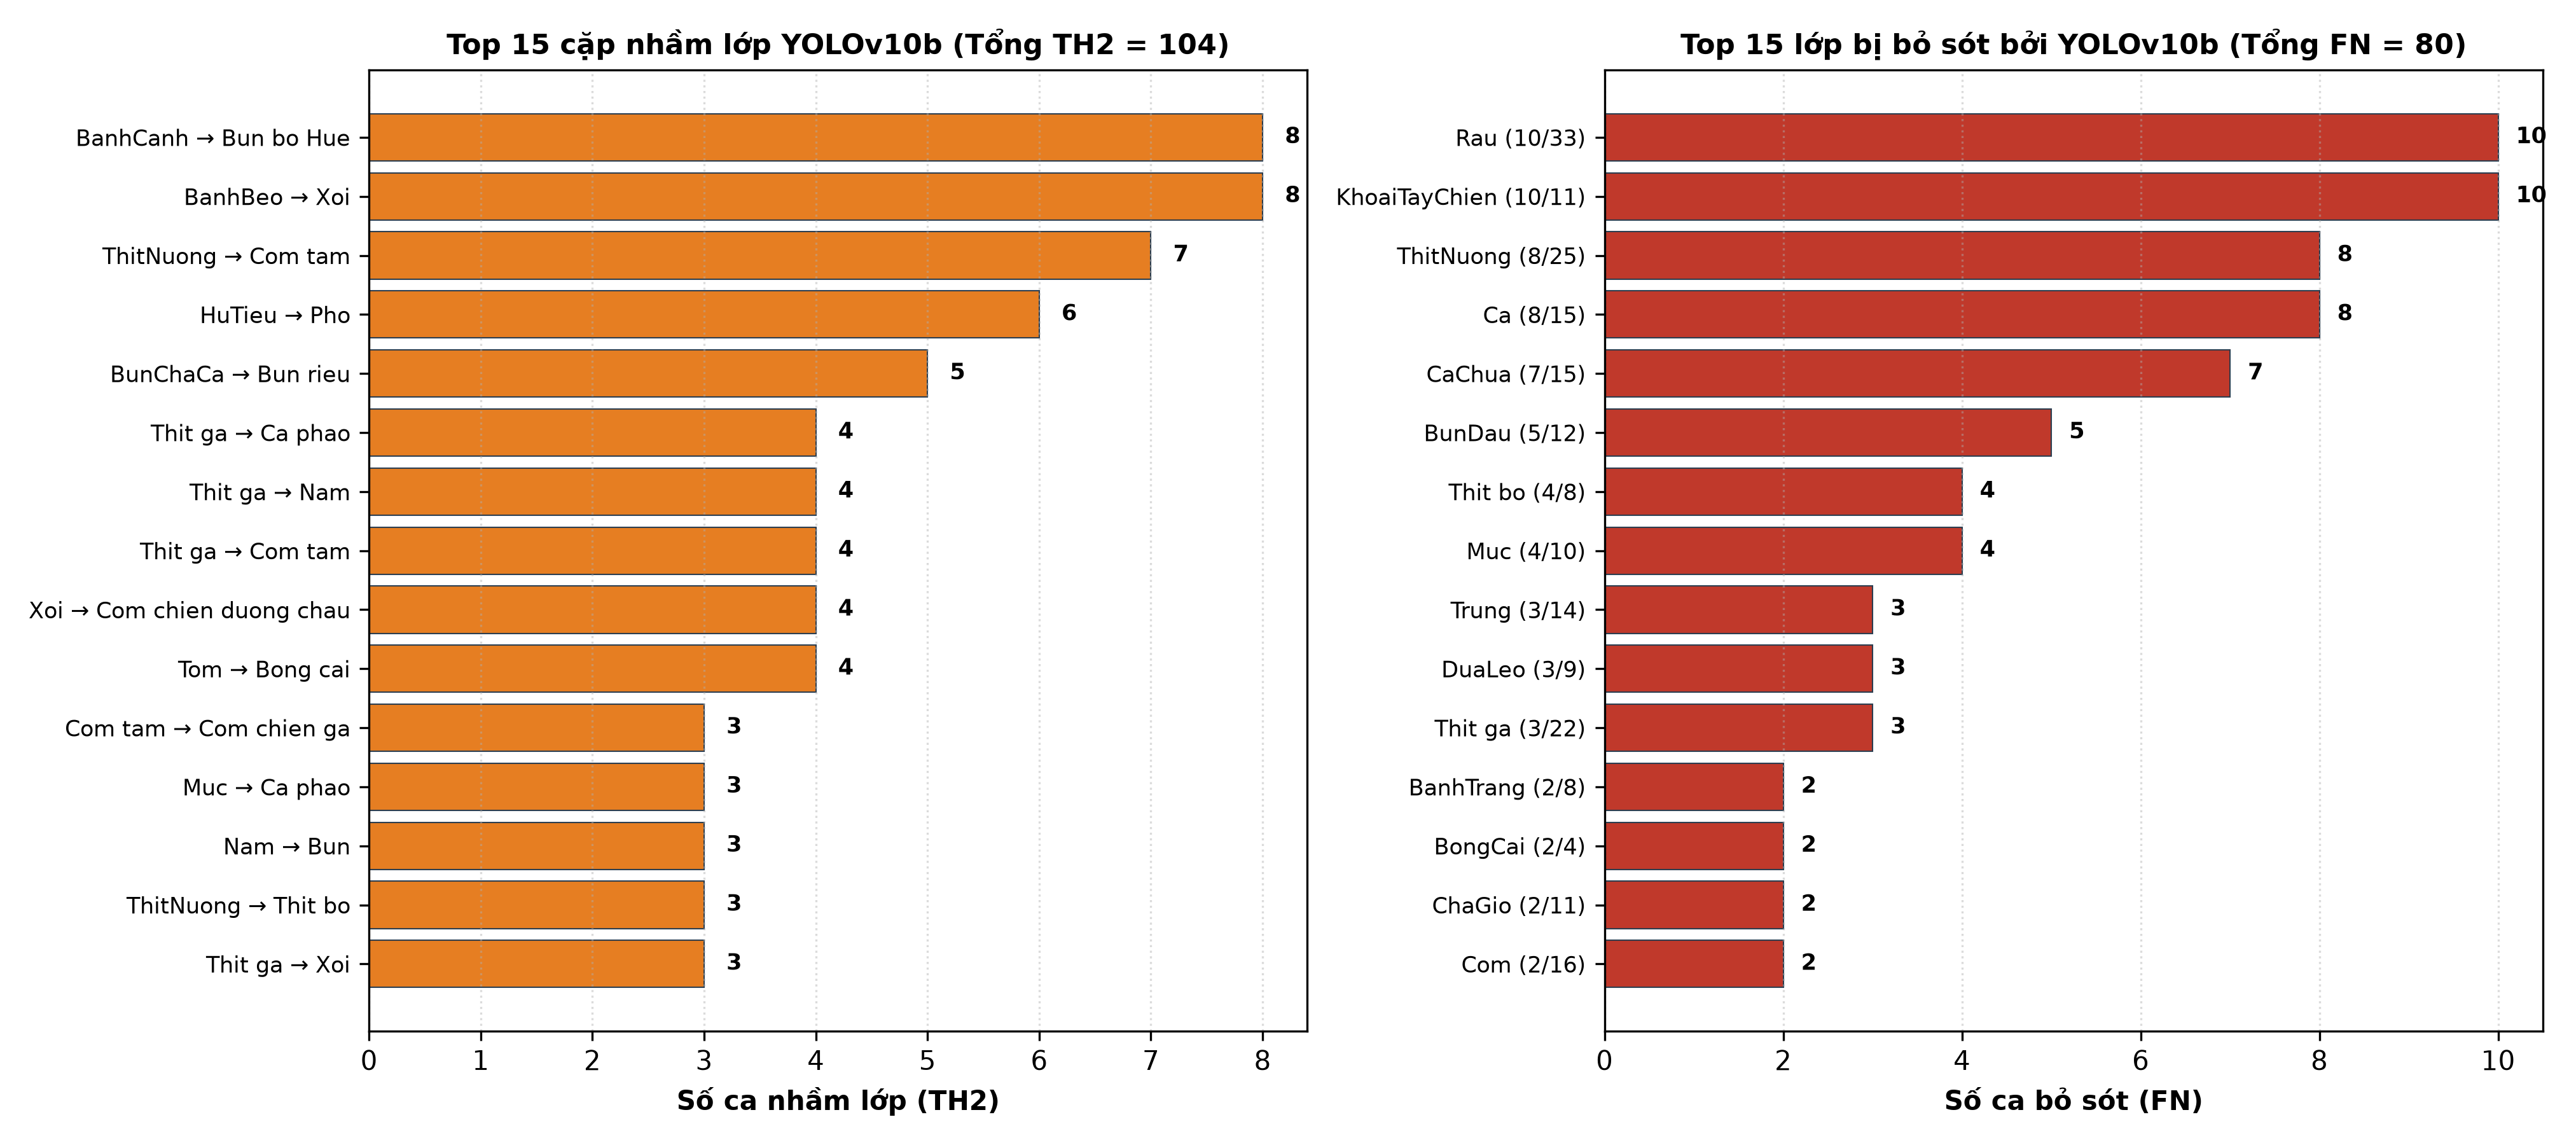 Top 15 cặp nhầm lớp YOLOv10b (Tổng TH2 = 104)
BanhCanh → Bun bo Hue 8
BanhBeo → Xoi 8
ThitNuong → Com tam 7
HuTieu → Pho 6
BunChaCa → Bun rieu 5
Thit ga → Ca phao 4
Thit ga → Nam 4
Thit ga → Com tam 4
Xoi → Com chien duong chau 4
Tom → Bong cai 4
Com tam → Com chien ga 3
Muc → Ca phao 3
Nam → Bun 3
ThitNuong → Thit bo 3
Thit ga → Xoi 3
0 1 2 3 4 5 6 7 8
Số ca nhầm lớp (TH2)
Top 15 lớp bị bỏ sót bởi YOLOv10b (Tổng FN = 80)
Rau (10/33) 10
KhoaiTayChien (10/11) 10
ThitNuong (8/25) 8
Ca (8/15) 8
CaChua (7/15) 7
BunDau (5/12) 5
Thit bo (4/8) 4
Muc (4/10) 4
Trung (3/14) 3
DuaLeo (3/9) 3
Thit ga (3/22) 3
BanhTrang (2/8) 2
BongCai (2/4) 2
ChaGio (2/11) 2
Com (2/16) 2
0 2 4 6 8 10
Số ca bỏ sót (FN)